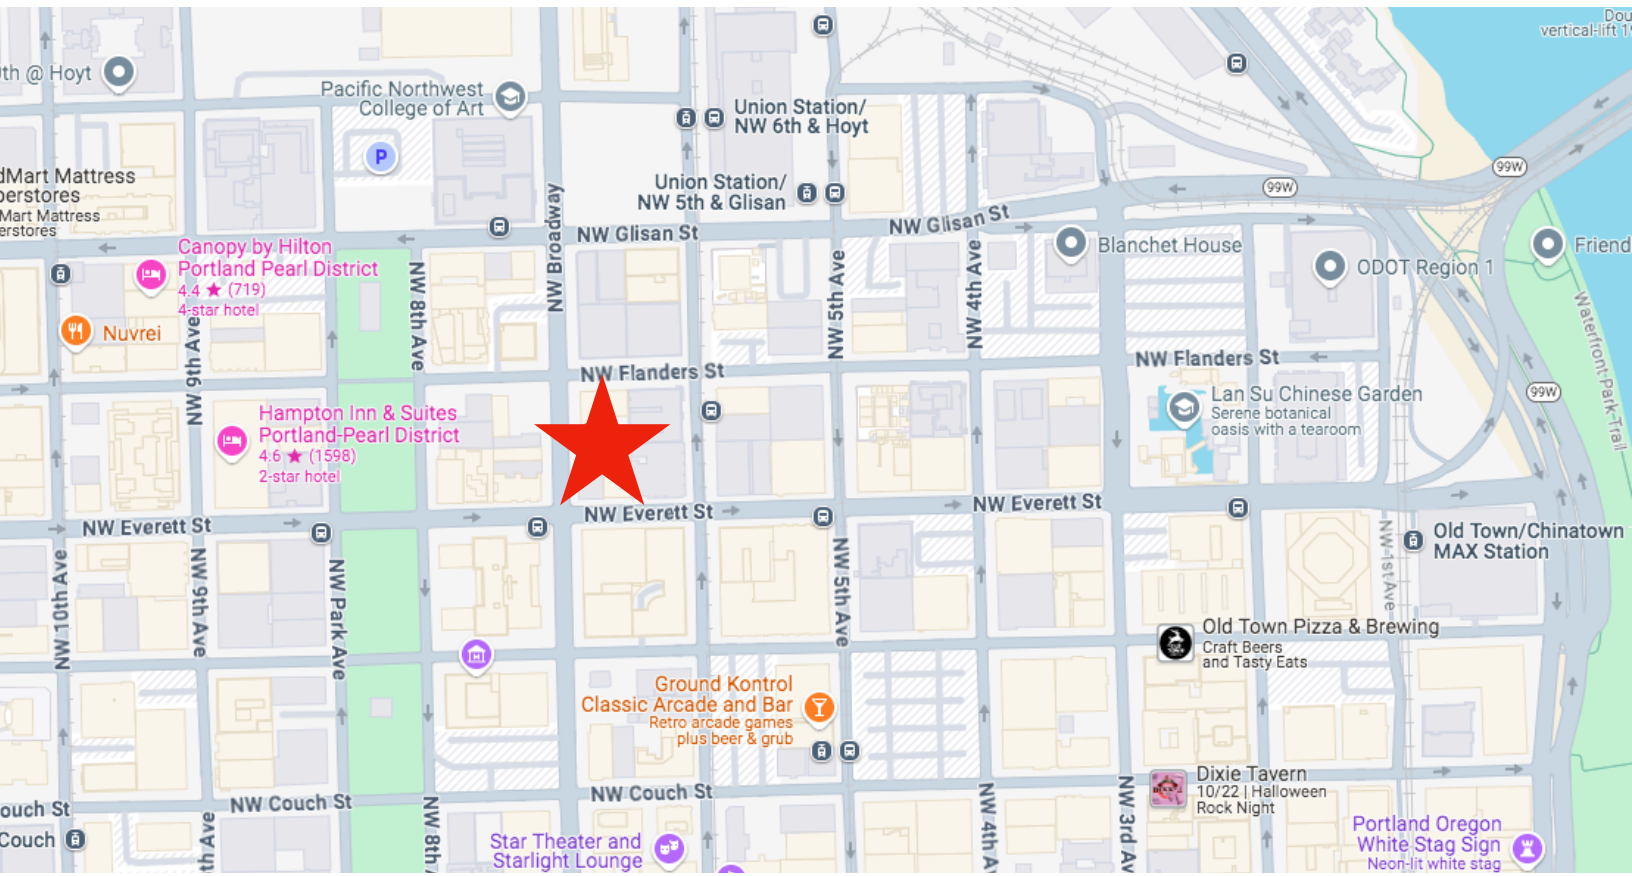 Dou
vertical-lift 19
0th @ Hoyt
Pacific Northwest
College of Art
P
Union Station/
NW 6th & Hoyt
99W
dMart Mattress
perstores
Mart Mattress
erstores
Union Station/
NW 5th & Glisan
99W
NW Broadway
NW Glisan St
NW Glisan St
Blanchet House
Friend
ODOT Region 1
Canopy by Hilton
Portland Pearl District
4.4 ★ (719)
4-star hotel
NW 8th Ave
NW 5th Ave
NW 4th Ave
Nuvrei
NW 9th Ave
Waterfront Park Trail
NW Flanders St
NW Flanders St
99W
Lan Su Chinese Garden
Serene botanical
oasis with a tearoom
Hampton Inn & Suites
Portland-Pearl District
4.6 ★ (1598)
2-star hotel
NW Everett St
NW Everett St
NW Everett St
Old Town/Chinatown
MAX Station
NW 10th Ave
NW 9th Ave
NW Park Ave
NW 5th Ave
NW 1st Ave
Old Town Pizza & Brewing
Craft Beers
and Tasty Eats
Ground Kontrol
Classic Arcade and Bar
Retro arcade games
plus beer & grub
Dixie Tavern
10/22 | Halloween
Rock Night
ouch St
NW Couch St
NW Couch St
Couch
th Ave
NW 8th A
NW 4th A
NW 3rd Av
Star Theater and
Starlight Lounge
Portland Oregon
White Stag Sign
Neon-lit white stag